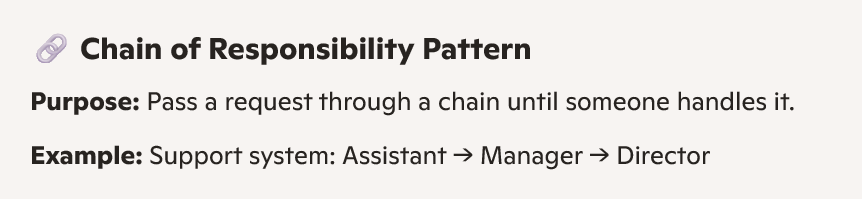 🔗 Chain of Responsibility Pattern
Purpose: Pass a request through a chain until someone handles it.
Example: Support system: Assistant → Manager → Director